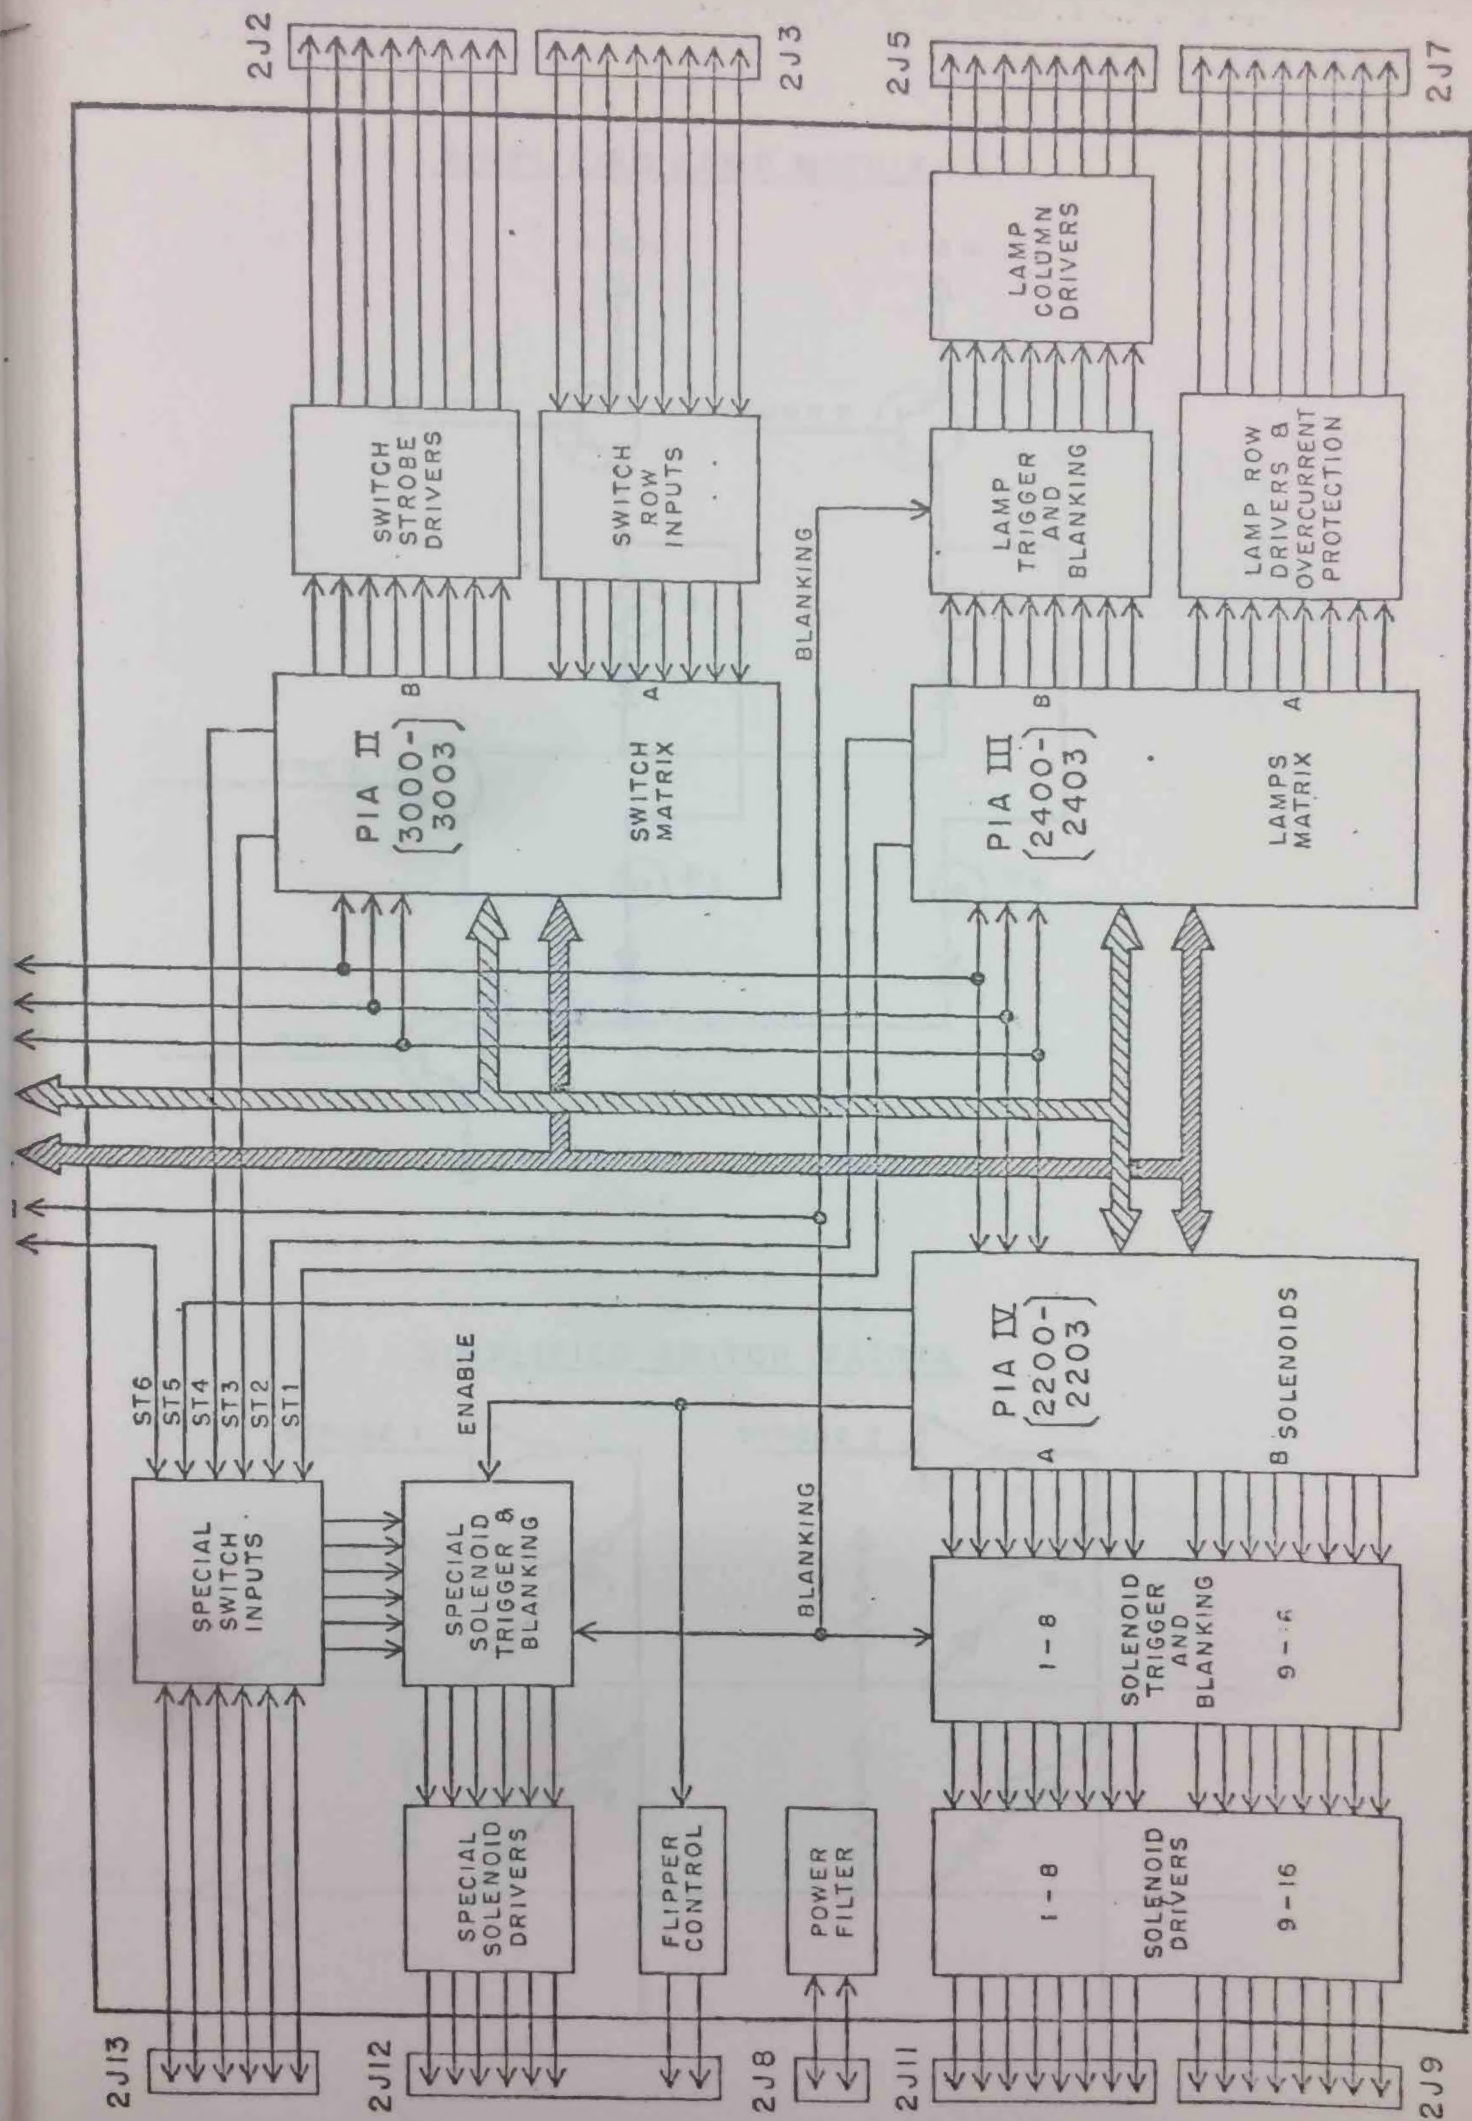 2J2
2J3
2J5
2J7
SWITCH
STROBE
DRIVERS
SWITCH
ROW
INPUTS
LAMP
COLUMN
DRIVERS
BLANKING
LAMP
TRIGGER
AND
BLANKING
LAMP ROW
DRIVERS &
OVERCURRENT
PROTECTION
PIA II
B
(3000-
3003)
SWITCH
MATRIX
A
PIA III
B
(2400-
2403)
LAMPS
MATRIX
A
ST6
ST5
ST4
ST3
ST2
ST1
ENABLE
PIA IV
A
(2200-
2203)
B SOLENOIDS
SPECIAL
SWITCH
INPUTS
SPECIAL
SOLENOID
TRIGGER &
BLANKING
BLANKING
1-8
SOLENOID
TRIGGER
AND
BLANKING
SPECIAL
SOLENOID
DRIVERS
FLIPPER
CONTROL
POWER
FILTER
1-8
SOLENOID
DRIVERS
9-16
2J13
2J12
2J8
2J11
2J9